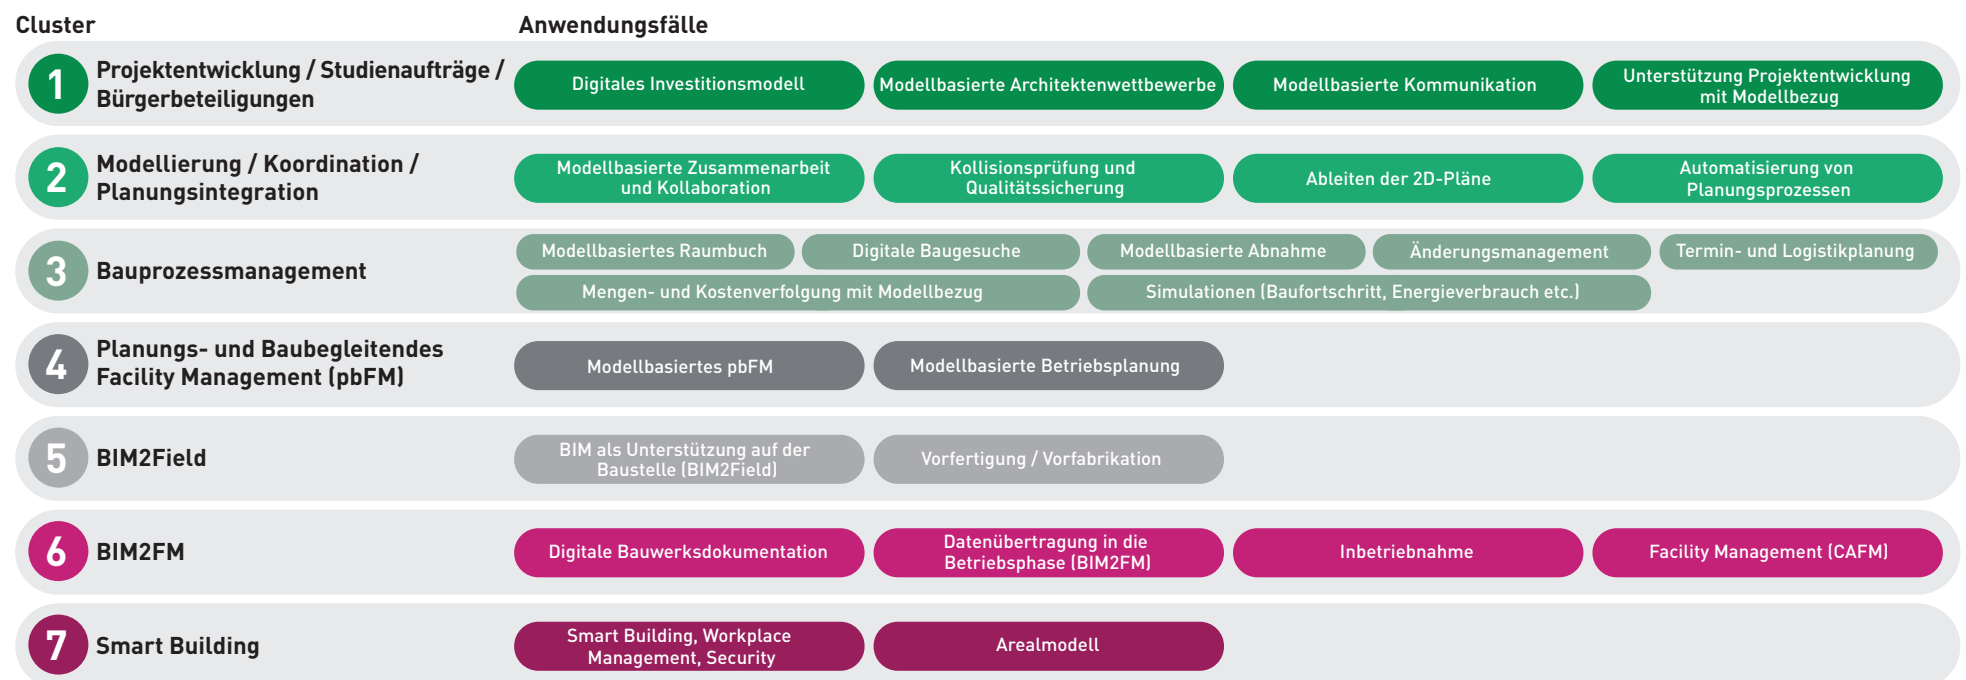 Cluster
Anwendungsfälle
1
Projektentwicklung / Studienaufträge /
Bürgerbeteiligungen
Digitales Investitionsmodell
Modellbasierte Architektenwettbewerbe
Modellbasierte Kommunikation
Unterstützung Projektentwicklung
mit Modellbezug
2
Modellierung / Koordination /
Planungsintegration
Modellbasierte Zusammenarbeit
und Kollaboration
Kollisionsprüfung und
Qualitätssicherung
Ableiten der 2D-Pläne
Automatisierung von
Planungsprozessen
3
Bauprozessmanagement
Modellbasiertes Raumbuch
Digitale Baugesuche
Modellbasierte Abnahme
Änderungsmanagement
Termin- und Logistikplanung
Mengen- und Kostenverfolgung mit Modellbezug
Simulationen (Baufortschritt, Energieverbrauch etc.)
4
Planungs- und Baubegleitendes
Facility Management (pbFM)
Modellbasiertes pbFM
Modellbasierte Betriebsplanung
5
BIM2Field
BIM als Unterstützung auf der
Baustelle (BIM2Field)
Vorfertigung / Vorfabrikation
6
BIM2FM
Digitale Bauwerksdokumentation
Datenübertragung in die
Betriebsphase (BIM2FM)
Inbetriebnahme
Facility Management (CAFM)
7
Smart Building
Smart Building, Workplace
Management, Security
Arealmodell